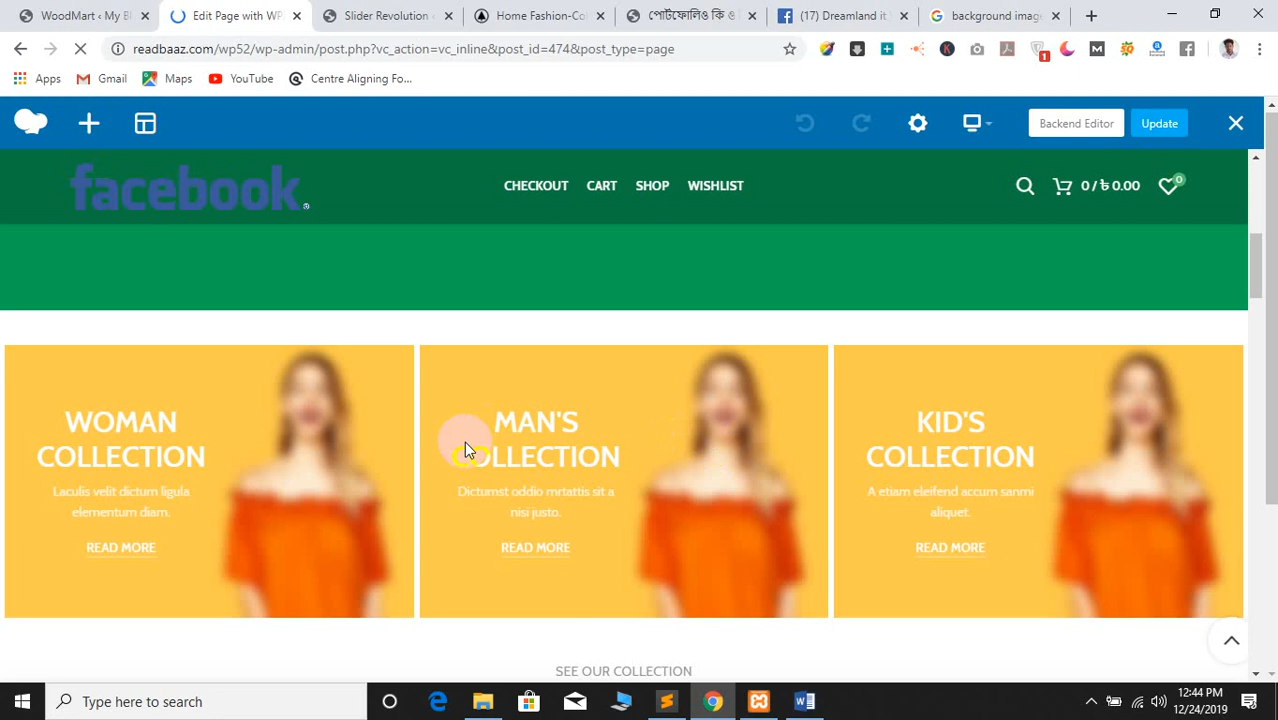 WoodMart ‹ My Bl
Edit Page with WP
Slider Revolution ‹
Home Fashion-Co
পোর্টফোলিও কি ও
(17) Dreamland it
background imag
readbaaz.com/wp52/wp-admin/post.php?vc_action=vc_inline&post_id=474&post_type=page
1
Apps
Gmail
Maps
YouTube
Centre Aligning Fo...
Backend Editor
Update
facebook®
CHECKOUT
CART
SHOP
WISHLIST
0 / ৳ 0.00
0
WOMAN
COLLECTION
Laculis velit dictum ligula
elementum diam.
READ MORE
MAN'S
COLLECTION
Dictumst oddio mrtattis sit a
nisi justo.
READ MORE
KID'S
COLLECTION
A etiam eleifend accum sanmi
aliquet.
READ MORE
SEE OUR COLLECTION
Type here to search
12:44 PM
12/24/2019